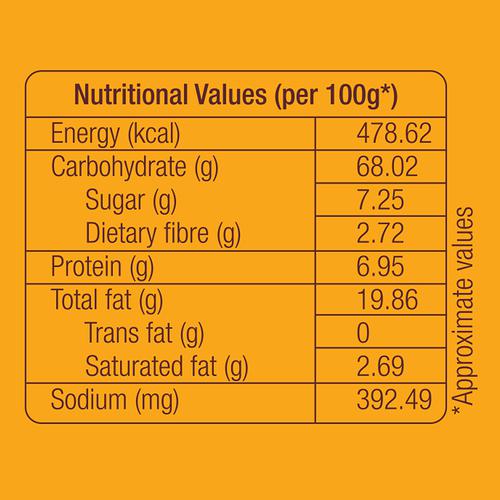 Nutritional Values (per 100g*)
Energy (kcal) 478.62
Carbohydrate (g) 68.02
Sugar (g) 7.25
Dietary fibre (g) 2.72
Protein (g) 6.95
Total fat (g) 19.86
Trans fat (g) 0
Saturated fat (g) 2.69
Sodium (mg) 392.49
*Approximate values